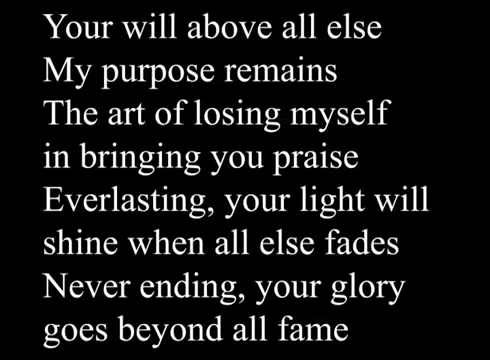 Your will above all else
My purpose remains
The art of losing myself
in bringing you praise
Everlasting, your light will
shine when all else fades
Never ending, your glory
goes beyond all fame